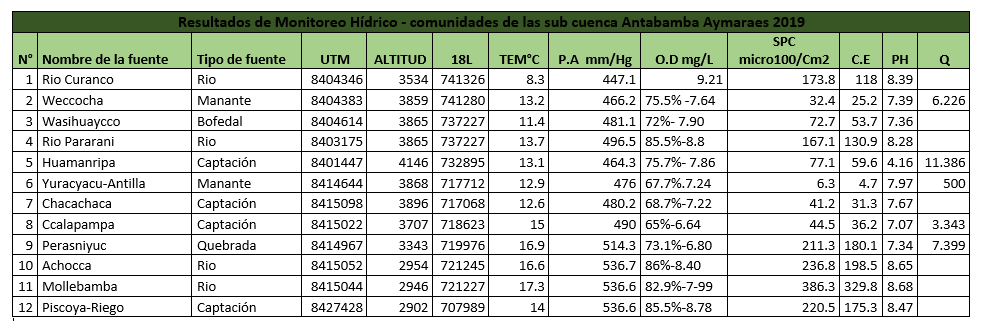 Resultados de Monitoreo Hídrico - comunidades de las sub cuenca Antabamba Aymaraes 2019
N° Nombre de la fuente Tipo de fuente UTM ALTITUD 18L TEM°C P.A mm/Hg O.D mg/L SPC micro100/Cm2 C.E PH Q
1 Rio Curanco Rio 8404346 3534 741326 8.3 447.1 9.21 173.8 118 8.39
2 Weccocha Manante 8404383 3859 741280 13.2 466.2 75.5% -7.64 32.4 25.2 7.39 6.226
3 Wasihuaycco Bofedal 8404614 3865 737227 11.4 481.1 72%- 7.90 72.7 53.7 7.36
4 Rio Pararani Rio 8403175 3865 737227 13.7 496.5 85.5%-8.8 167.1 130.9 8.28
5 Huamanripa Captación 8401447 4146 732895 13.1 464.3 75.7%- 7.86 77.1 59.6 4.16 11.386
6 Yuracyacu-Antilla Manante 8414644 3868 717712 12.9 476 67.7%.7.24 6.3 4.7 7.97 500
7 Chacachaca Captación 8415098 3896 717068 12.6 480.2 68.7%-7.22 41.2 31.3 7.67
8 Ccalapampa Captación 8415022 3707 718623 15 490 65%-6.64 44.5 36.2 7.07 3.343
9 Perasniyuc Quebrada 8414967 3343 719976 16.9 514.3 73.1%-6.80 211.3 180.1 7.34 7.399
10 Achocca Rio 8415052 2954 721245 16.6 536.7 86%-8.40 236.8 198.5 8.65
11 Mollebamba Rio 8415044 2946 721227 17.3 536.6 82.9%-7-99 386.3 329.8 8.68
12 Piscoya-Riego Captación 8427428 2902 707989 14 536.6 85.5%-8.78 220.5 175.3 8.47